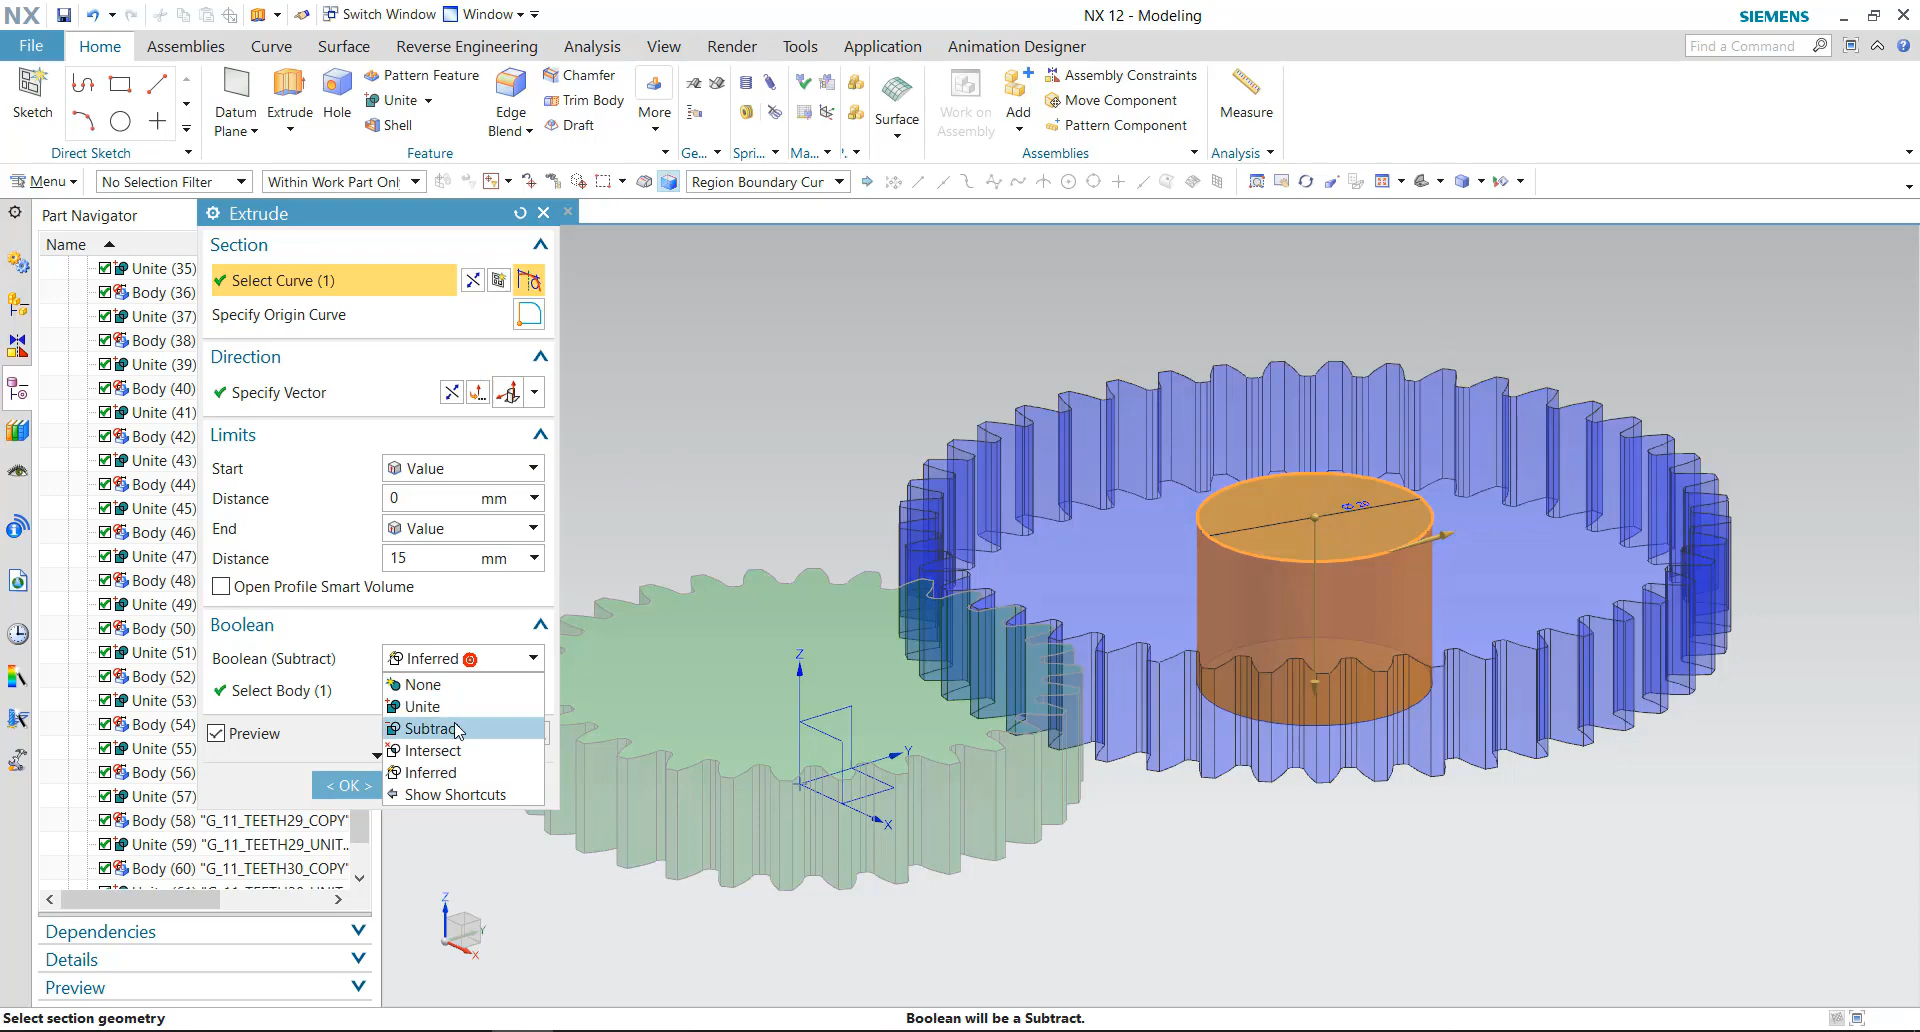 NX
Switch Window
Window
NX 12 - Modeling
SIEMENS
File
Home
Assemblies
Curve
Surface
Reverse Engineering
Analysis
View
Render
Tools
Application
Animation Designer
Find a Command
Sketch
Direct Sketch
Datum
Plane
Extrude
Hole
Pattern Feature
Unite
Shell
Edge
Blend
Chamfer
Trim Body
Draft
More
Feature
Ge...
Spri...
Ma...
Surface
Work on
Assembly
Add
Assembly Constraints
Move Component
Pattern Component
Assemblies
Measure
Analysis
Menu
No Selection Filter
Within Work Part Onl
Region Boundary Cur
Part Navigator
Name
Unite (35)
Body (36)
Unite (37)
Body (38)
Unite (39)
Body (40)
Unite (41)
Body (42)
Unite (43)
Body (44)
Unite (45)
Body (46)
Unite (47)
Body (48)
Unite (49)
Body (50)
Unite (51)
Body (52)
Unite (53)
Body (54)
Unite (55)
Body (56)
Unite (57)
Body (58) "G_11_TEETH29_COPY"
Unite (59) "G_11_TEETH29_UNIT...
Body (60) "G_11_TEETH30_COPY"
Dependencies
Details
Preview
Extrude
Section
Select Curve (1)
Specify Origin Curve
Direction
Specify Vector
Limits
Start
Value
Distance
0 mm
End
Value
Distance
15 mm
Open Profile Smart Volume
Boolean
Boolean (Subtract)
Inferred
None
Unite
Subtrac
Intersect
Inferred
Show Shortcuts
Select Body (1)
Preview
< OK >
Z
Y
X
Z
Y
X
Select section geometry
Boolean will be a Subtract.